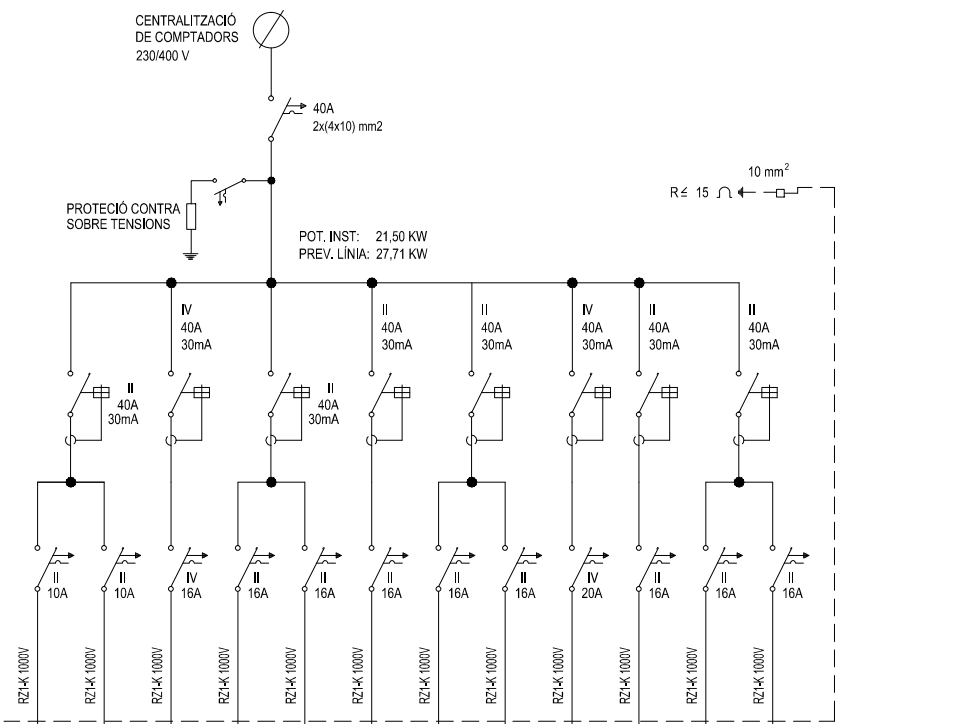 CENTRALITZACIÓ
DE COMPTADORS
230/400 V
40A
2x(4x10) mm2
10 mm2
R≤ 15
PROTECIÓ CONTRA
SOBRE TENSIONS
POT. INST: 21,50 KW
PREV. LÍNIA: 27,71 KW
IV
40A
30mA
II
40A
30mA
II
40A
30mA
IV
40A
30mA
II
40A
30mA
II
40A
30mA
II
40A
30mA
II
40A
30mA
II
10A
II
10A
IV
16A
II
16A
II
16A
II
16A
II
16A
II
16A
IV
20A
II
16A
II
16A
II
16A
RZ1-K 1000V
RZ1-K 1000V
RZ1-K 1000V
RZ1-K 1000V
RZ1-K 1000V
RZ1-K 1000V
RZ1-K 1000V
RZ1-K 1000V
RZ1-K 1000V
RZ1-K 1000V
RZ1-K 1000V
RZ1-K 1000V